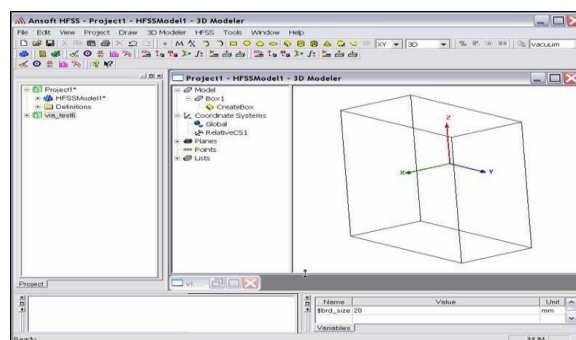 Ansoft HFSS - Project1 - HFSSModel1 - 3D Modeler
File Edit View Project Draw 3D Modeler HFSS Tools Window Help
XY 3D vacuum
Project1*
HFSSModel1*
Definitions
via_test6
Project
Project1 - HFSSModel1 - 3D Modeler
Model
Box1
CreateBox
Coordinate Systems
Global
RelativeCS1
Planes
Points
Lists
Z
X
Y
Name Value Unit
$brd_size 20 mm
Variables
Ready
NUM